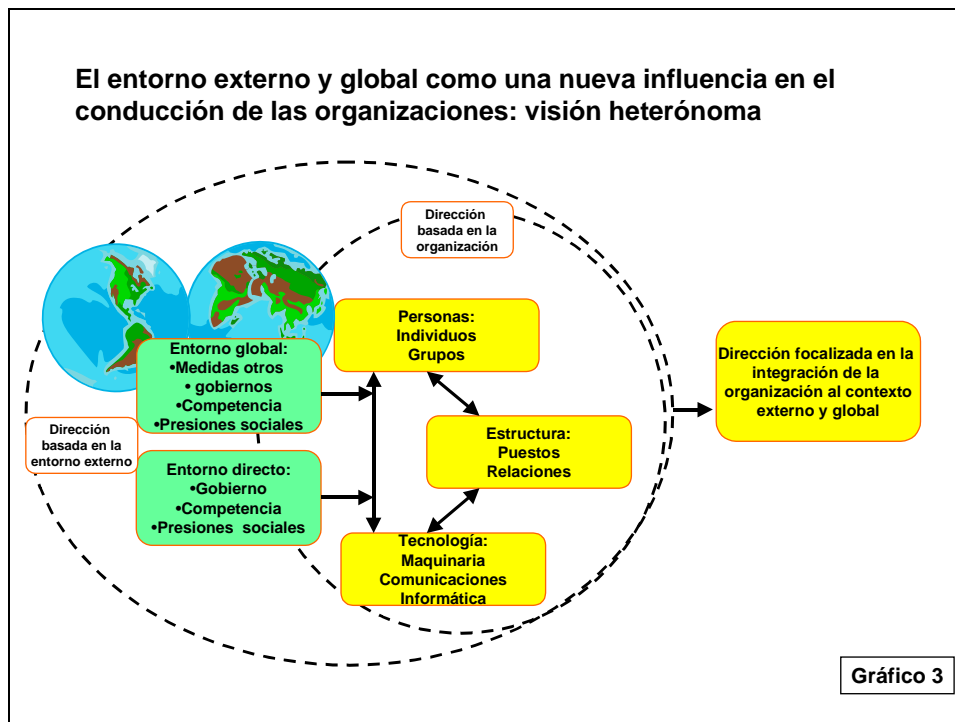 El entorno externo y global como una nueva influencia en el
conducción de las organizaciones: visión heterónoma
Dirección
basada en la
organización
Personas:
Individuos
Grupos
Entorno global:
•Medidas otros
• gobiernos
•Competencia
•Presiones sociales
Dirección focalizada en la
integración de la
organización al contexto
externo y global
Dirección
basada en la
entorno externo
Estructura:
Puestos
Relaciones
Entorno directo:
•Gobierno
•Competencia
•Presiones sociales
Tecnología:
Maquinaria
Comunicaciones
Informática
Gráfico 3